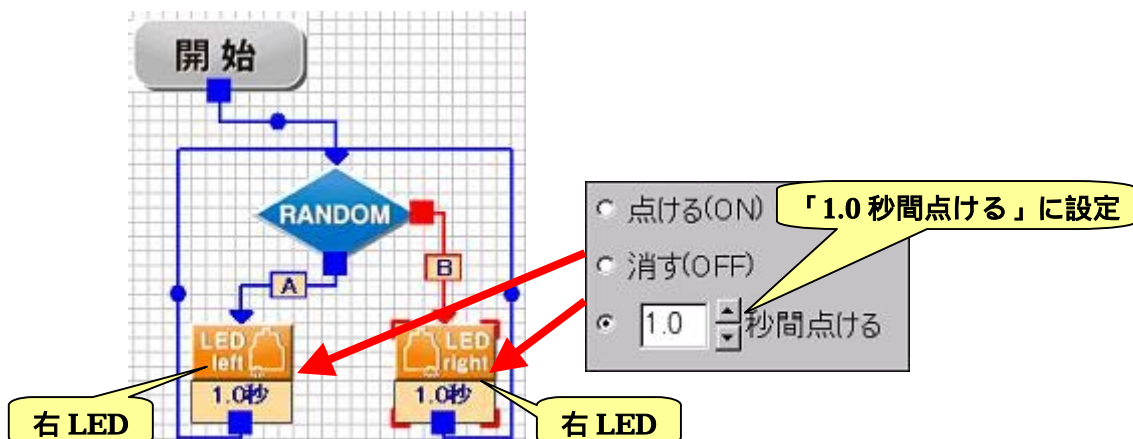 開始
RANDOM
A
B
LED
left
1.0秒
LED
right
1.0秒
右 LED
右 LED
点ける(ON)
消す(OFF)
1.0 秒間点ける
「1.0 秒間点ける」に設定